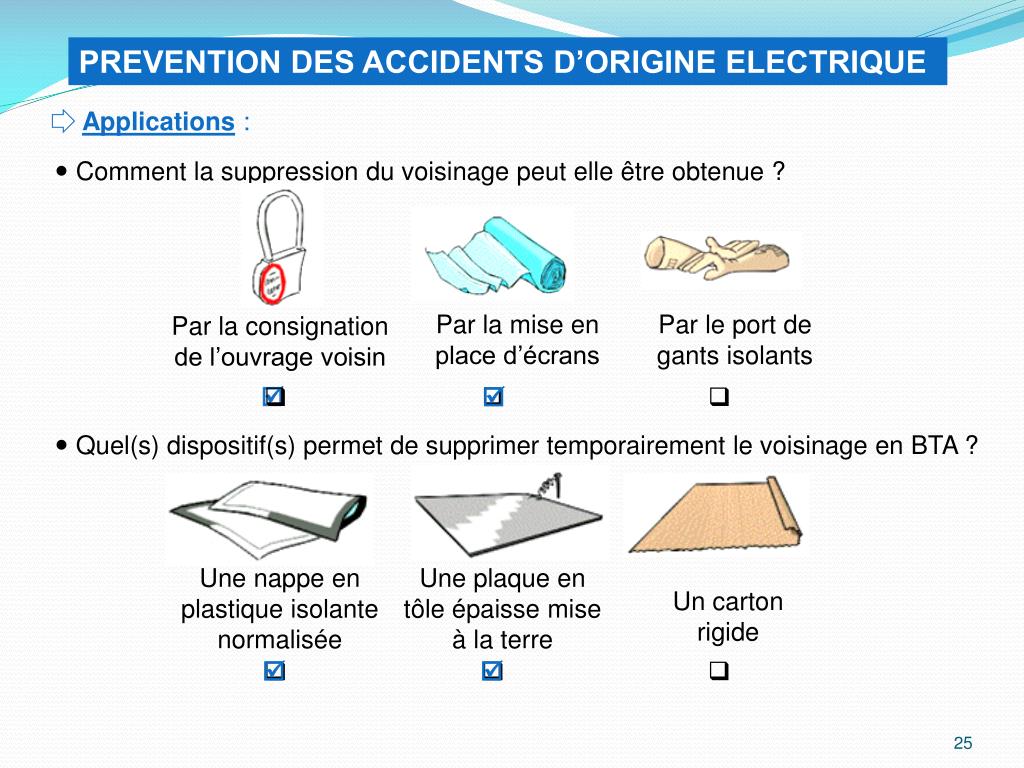 PREVENTION DES ACCIDENTS D’ORIGINE ELECTRIQUE
Applications :
• Comment la suppression du voisinage peut elle être obtenue ?
Par la consignation
de l’ouvrage voisin
Par la mise en
place d’écrans
Par le port de
gants isolants
• Quel(s) dispositif(s) permet de supprimer temporairement le voisinage en BTA ?
Une nappe en
plastique isolante
normalisée
Une plaque en
tôle épaisse mise
à la terre
Un carton
rigide
25